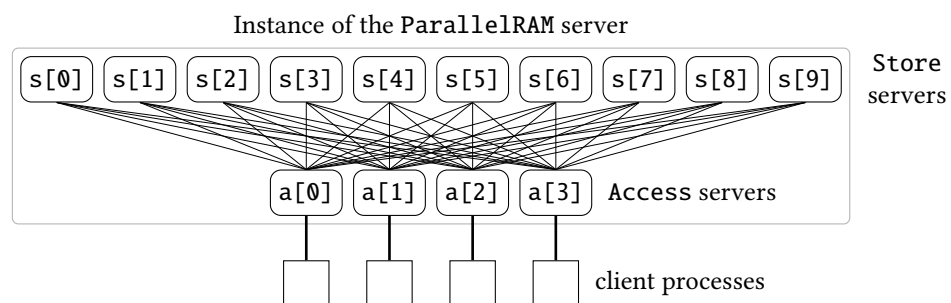 Instance of the ParallelRAM server
s[0] s[1] s[2] s[3] s[4] s[5] s[6] s[7] s[8] s[9]
Store
servers
a[0] a[1] a[2] a[3] Access servers
client processes